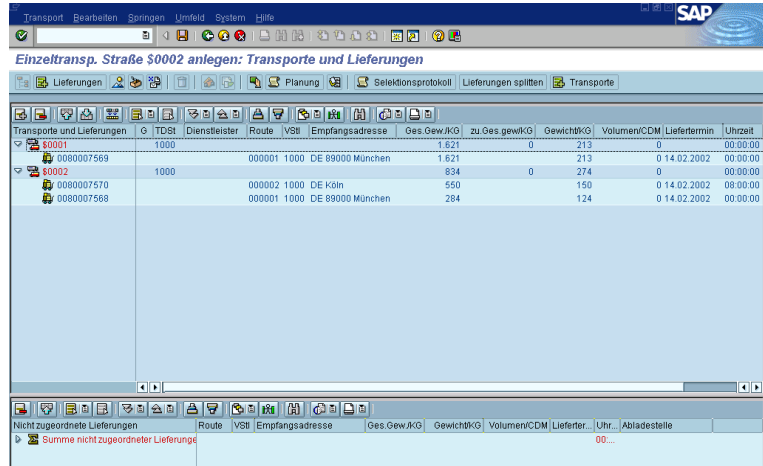 Transport Bearbeiten Springen Umfeld System Hilfe
SAP
Einzeltransp. Straße $0002 anlegen: Transporte und Lieferungen
Lieferungen Planung Selektionsprotokoll Lieferungen splitten Transporte
Transporte und Lieferungen G TDSt Dienstleister Route VStl Empfangsadresse Ges.Gew./KG zu.Ges.gew/KG Gewicht/KG Volumen/CDM Liefertermin Uhrzeit
$0001 1000 1.621 0 213 0 00:00:00
0080007569 000001 1000 DE 89000 München 1.621 213 0 14.02.2002 00:00:00
$0002 1000 834 0 274 0 00:00:00
0080007570 000002 1000 DE Köln 550 150 0 14.02.2002 08:00:00
0080007568 000001 1000 DE 89000 München 284 124 0 14.02.2002 00:00:00
Nicht zugeordnete Lieferungen Route VStl Empfangsadresse Ges.Gew./KG Gewicht/KG Volumen/CDM Lieferter... Uhr... Abladestelle
Summe nicht zugeordneter Lieferunge 00:...